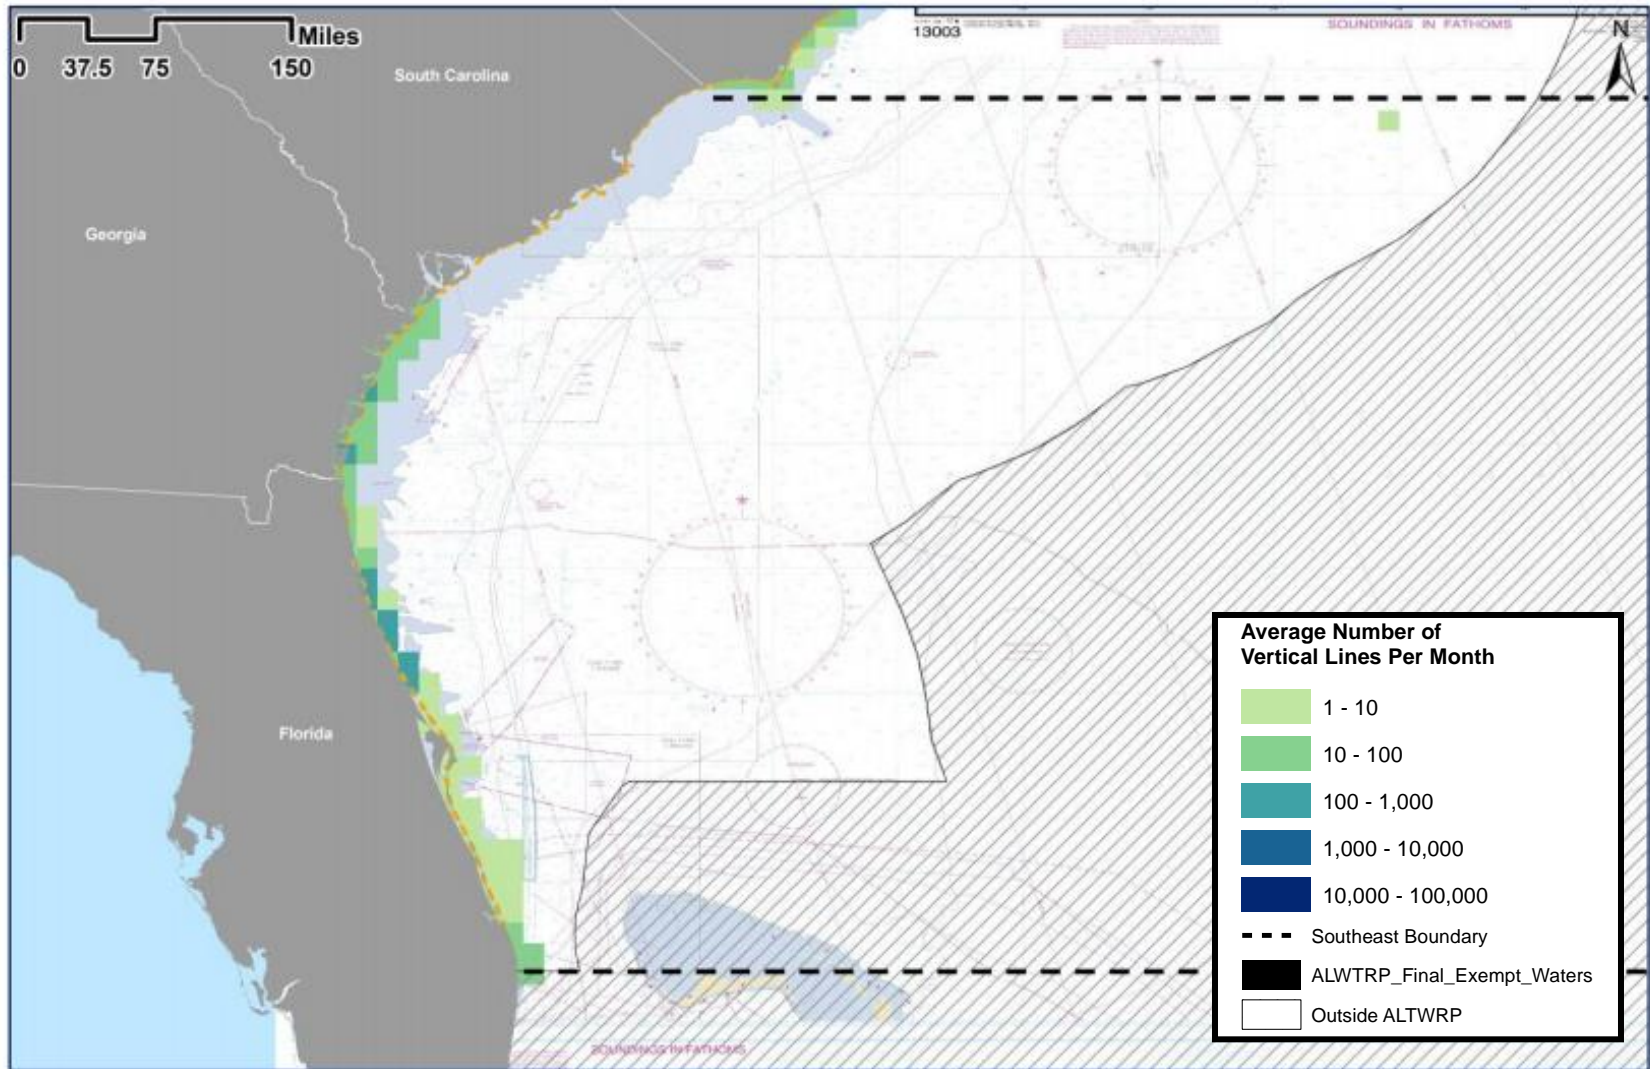 Miles
0 37.5 75 150
13003
SOUNDINGS IN FATHOMS
N
South Carolina
Georgia
Florida
Average Number of
Vertical Lines Per Month
1 - 10
10 - 100
100 - 1,000
1,000 - 10,000
10,000 - 100,000
Southeast Boundary
ALWTRP_Final_Exempt_Waters
Outside ALTWRP
SOUNDINGS IN FATHOMS